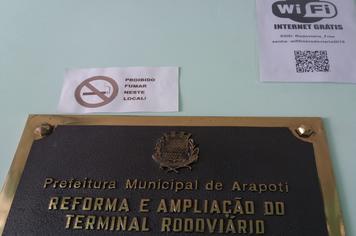 WiFi
INTERNET GRÁTIS
PROIBIDO
FUMAR
NESTE
LOCAL!
Prefeitura Municipal de Arapoti
REFORMA E AMPLIAÇÃO DO
TERMINAL RODOVIÁRIO